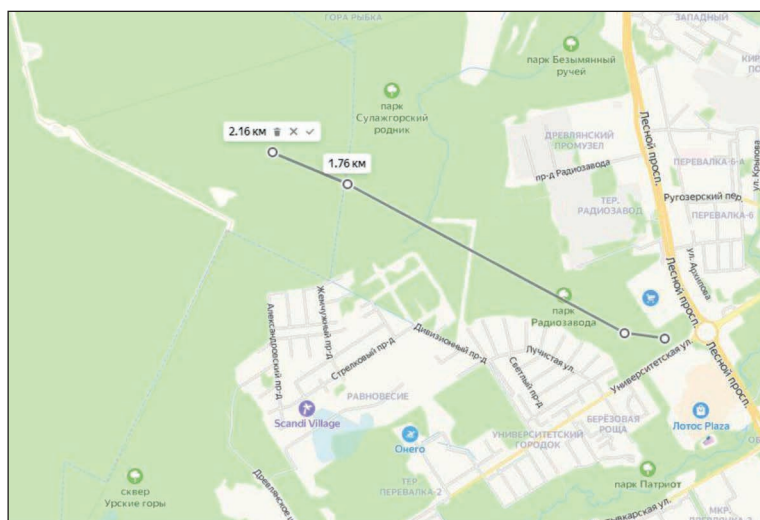 ГОРА РЫБКА
ЗАПАДНЫЙ
парк Безымянный
ручей
парк
Сулажгорский
родник
2.16 км
1.76 км
Лесной просп.
ДРЕВЛЯНСКИЙ
ПРОМУЗЕЛ
пр-д Радиозавода
ПЕРЕВАЛКА 6-А
ул. Крылова
ТЕР.
РАДИОЗАВОД
Ругозерский пер.
ПЕРЕВАЛКА-6
ул. Архипова
Лесной просп.
парк
Радиозавода
Александровский пр-д
Жемчужный пр-д
Дивизионный пр-д
Стрелковый пр-д
Лучистая ул.
Светлый пр-д
Университетская ул.
Лесной просп.
РАВНОВЕСИЕ
Scandi Village
Онего
УНИВЕРСИТЕТСКИЙ
ГОРОДОК
БЕРЁЗОВАЯ
РОЩА
Лотос Plaza
сквер
Урские горы
ТЕР.
ПЕРЕВАЛКА-2
парк Патриот
МКР.